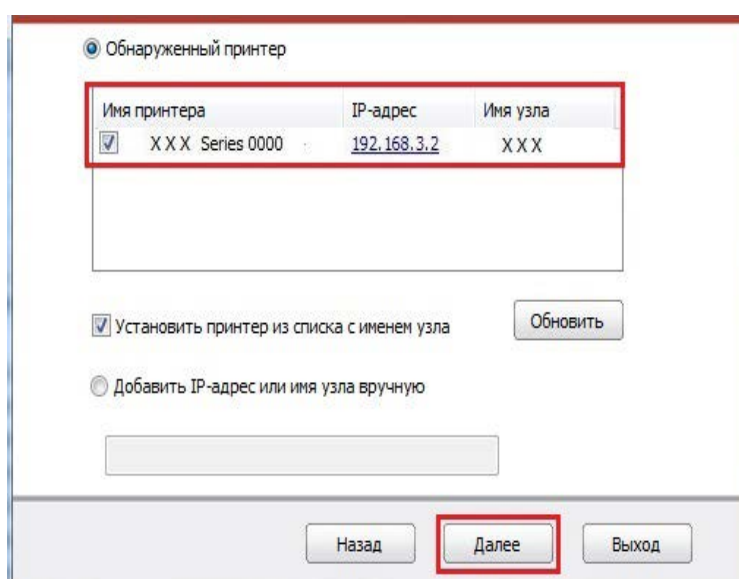 Обнаруженный принтер
Имя принтера IP-адрес Имя узла
X X X Series 0000 192.168.3.2 X X X
Установить принтер из списка с именем узла Обновить
Добавить IP-адрес или имя узла вручную
Назад Далее Выход